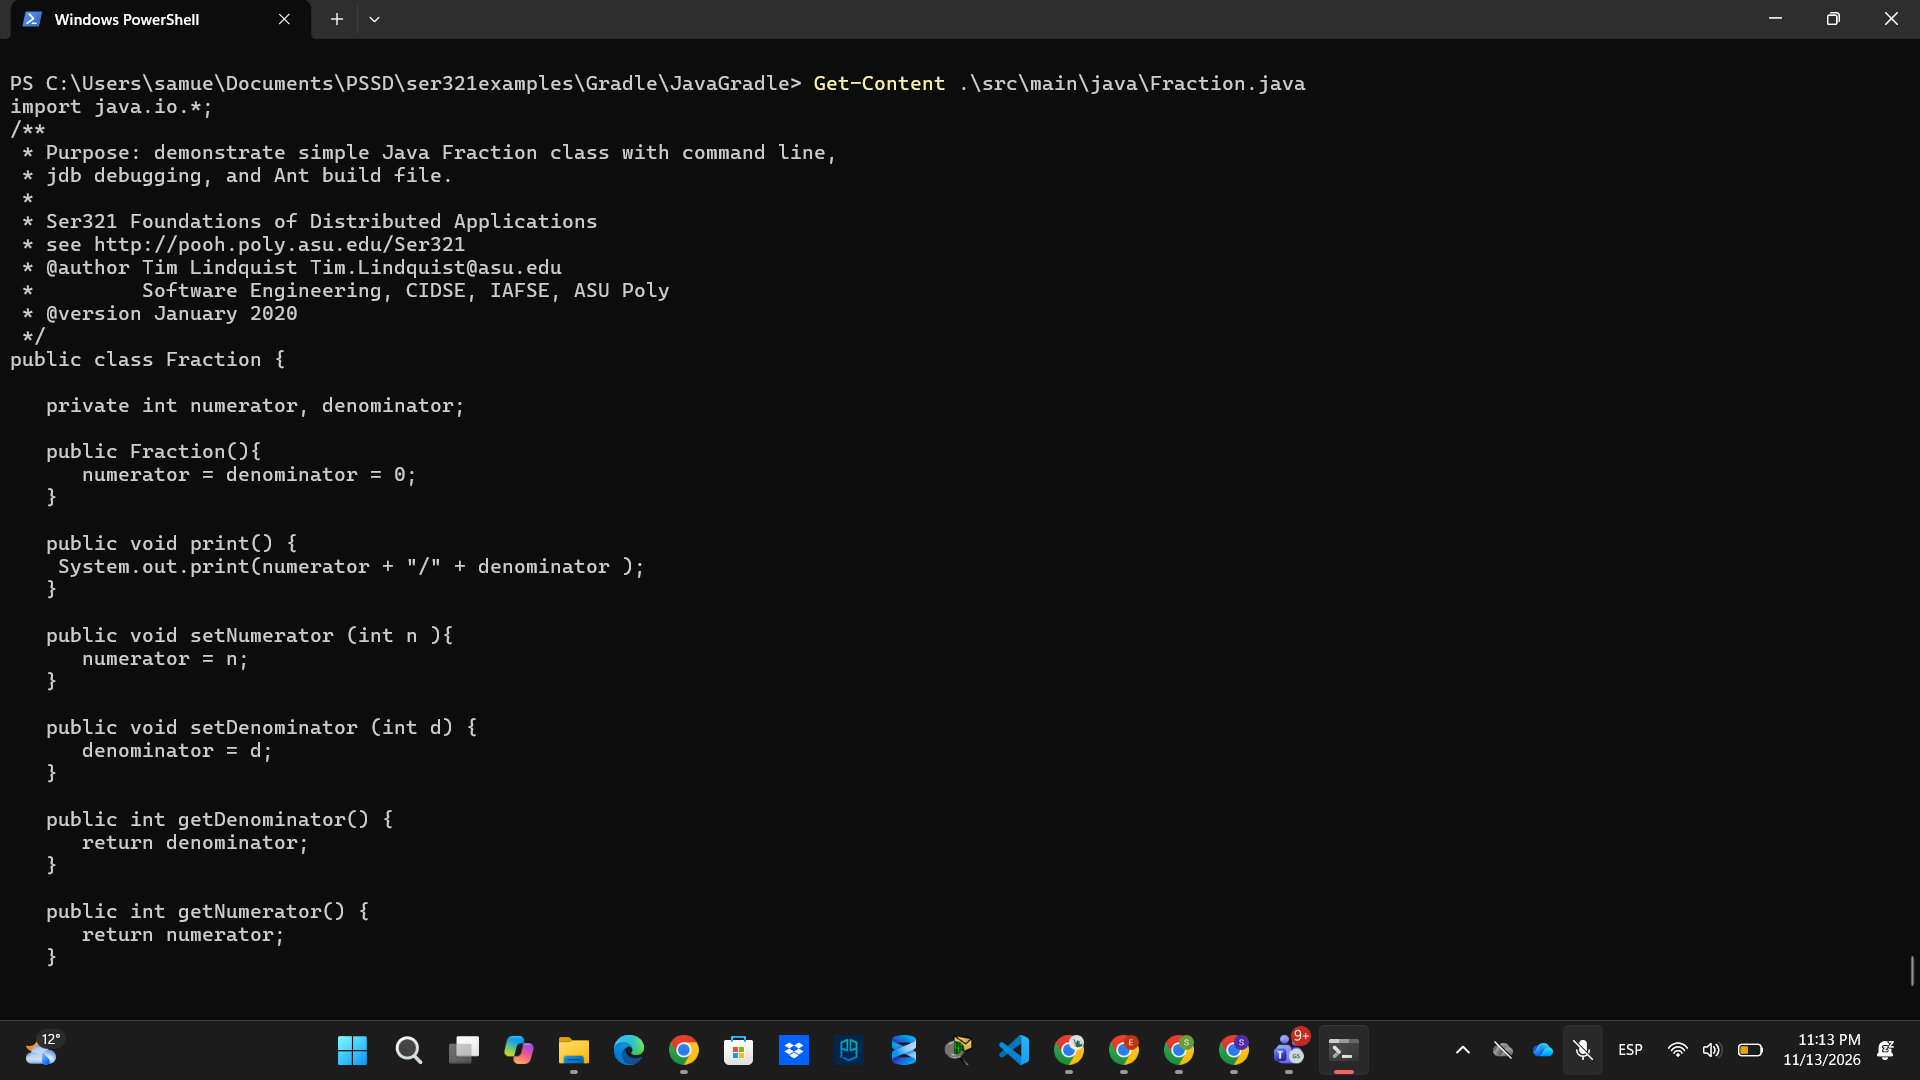 Windows PowerShell
PS C:\Users\samue\Documents\PSSD\ser321examples\Gradle\JavaGradle> Get-Content .\src\main\java\Fraction.java
import java.io.*;
/**
 * Purpose: demonstrate simple Java Fraction class with command line,
 * jdb debugging, and Ant build file.
 *
 * Ser321 Foundations of Distributed Applications
 * see http://pooh.poly.asu.edu/Ser321
 * @author Tim Lindquist Tim.Lindquist@asu.edu
 *         Software Engineering, CIDSE, IAFSE, ASU Poly
 * @version January 2020
 */
public class Fraction {
   private int numerator, denominator;
   public Fraction(){
      numerator = denominator = 0;
   }
   public void print() {
    System.out.print(numerator + "/" + denominator );
   }
   public void setNumerator (int n ){
      numerator = n;
   }
   public void setDenominator (int d) {
      denominator = d;
   }
   public int getDenominator() {
      return denominator;
   }
   public int getNumerator() {
      return numerator;
   }
12°
9+
ESP
11:13 PM
11/13/2026